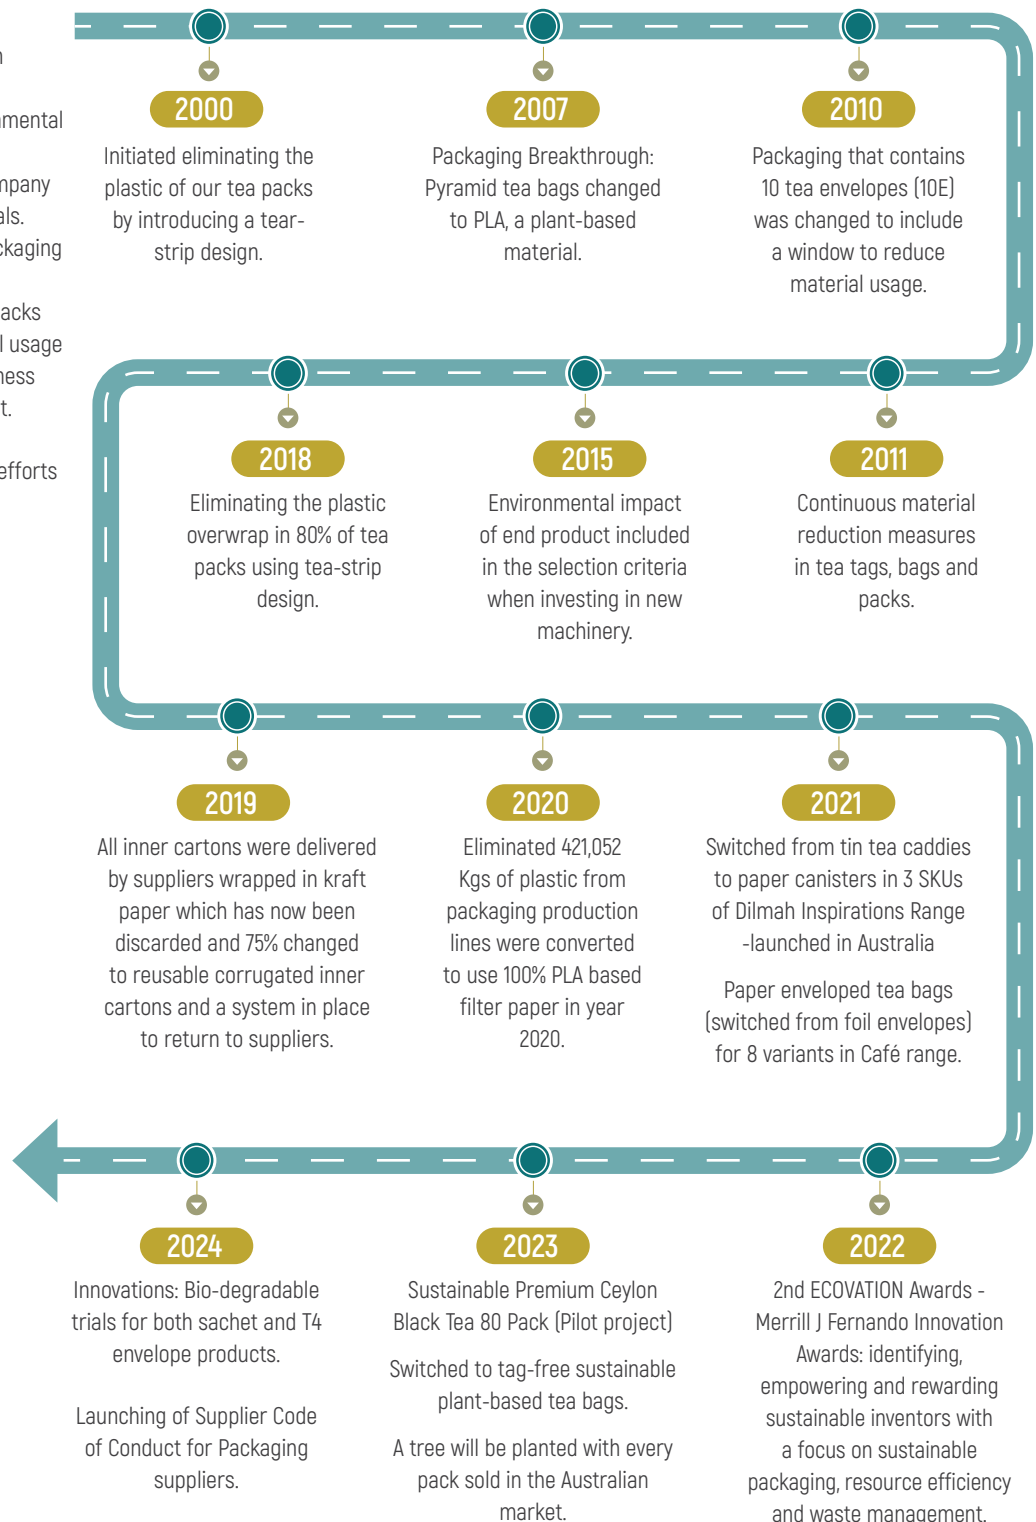 mental
mpany
als.
ckaging
acks
l usage
ness
t.
efforts
2000
Initiated eliminating the
plastic of our tea packs
by introducing a tear-
strip design.
2007
Packaging Breakthrough:
Pyramid tea bags changed
to PLA, a plant-based
material.
2010
Packaging that contains
10 tea envelopes (10E)
was changed to include
a window to reduce
material usage.
2011
Continuous material
reduction measures
in tea tags, bags and
packs.
2015
Environmental impact
of end product included
in the selection criteria
when investing in new
machinery.
2018
Eliminating the plastic
overwrap in 80% of tea
packs using tea-strip
design.
2019
All inner cartons were delivered
by suppliers wrapped in kraft
paper which has now been
discarded and 75% changed
to reusable corrugated inner
cartons and a system in place
to return to suppliers.
2020
Eliminated 421,052
Kgs of plastic from
packaging production
lines were converted
to use 100% PLA based
filter paper in year
2020.
2021
Switched from tin tea caddies
to paper canisters in 3 SKUs
of Dilmah Inspirations Range
-launched in Australia
Paper enveloped tea bags
(switched from foil envelopes)
for 8 variants in Café range.
2022
2nd ECOVATION Awards -
Merrill J Fernando Innovation
Awards: identifying,
empowering and rewarding
sustainable inventors with
a focus on sustainable
packaging, resource efficiency
and waste management.
2023
Sustainable Premium Ceylon
Black Tea 80 Pack (Pilot project)
Switched to tag-free sustainable
plant-based tea bags.
A tree will be planted with every
pack sold in the Australian
market.
2024
Innovations: Bio-degradable
trials for both sachet and T4
envelope products.
Launching of Supplier Code
of Conduct for Packaging
suppliers.